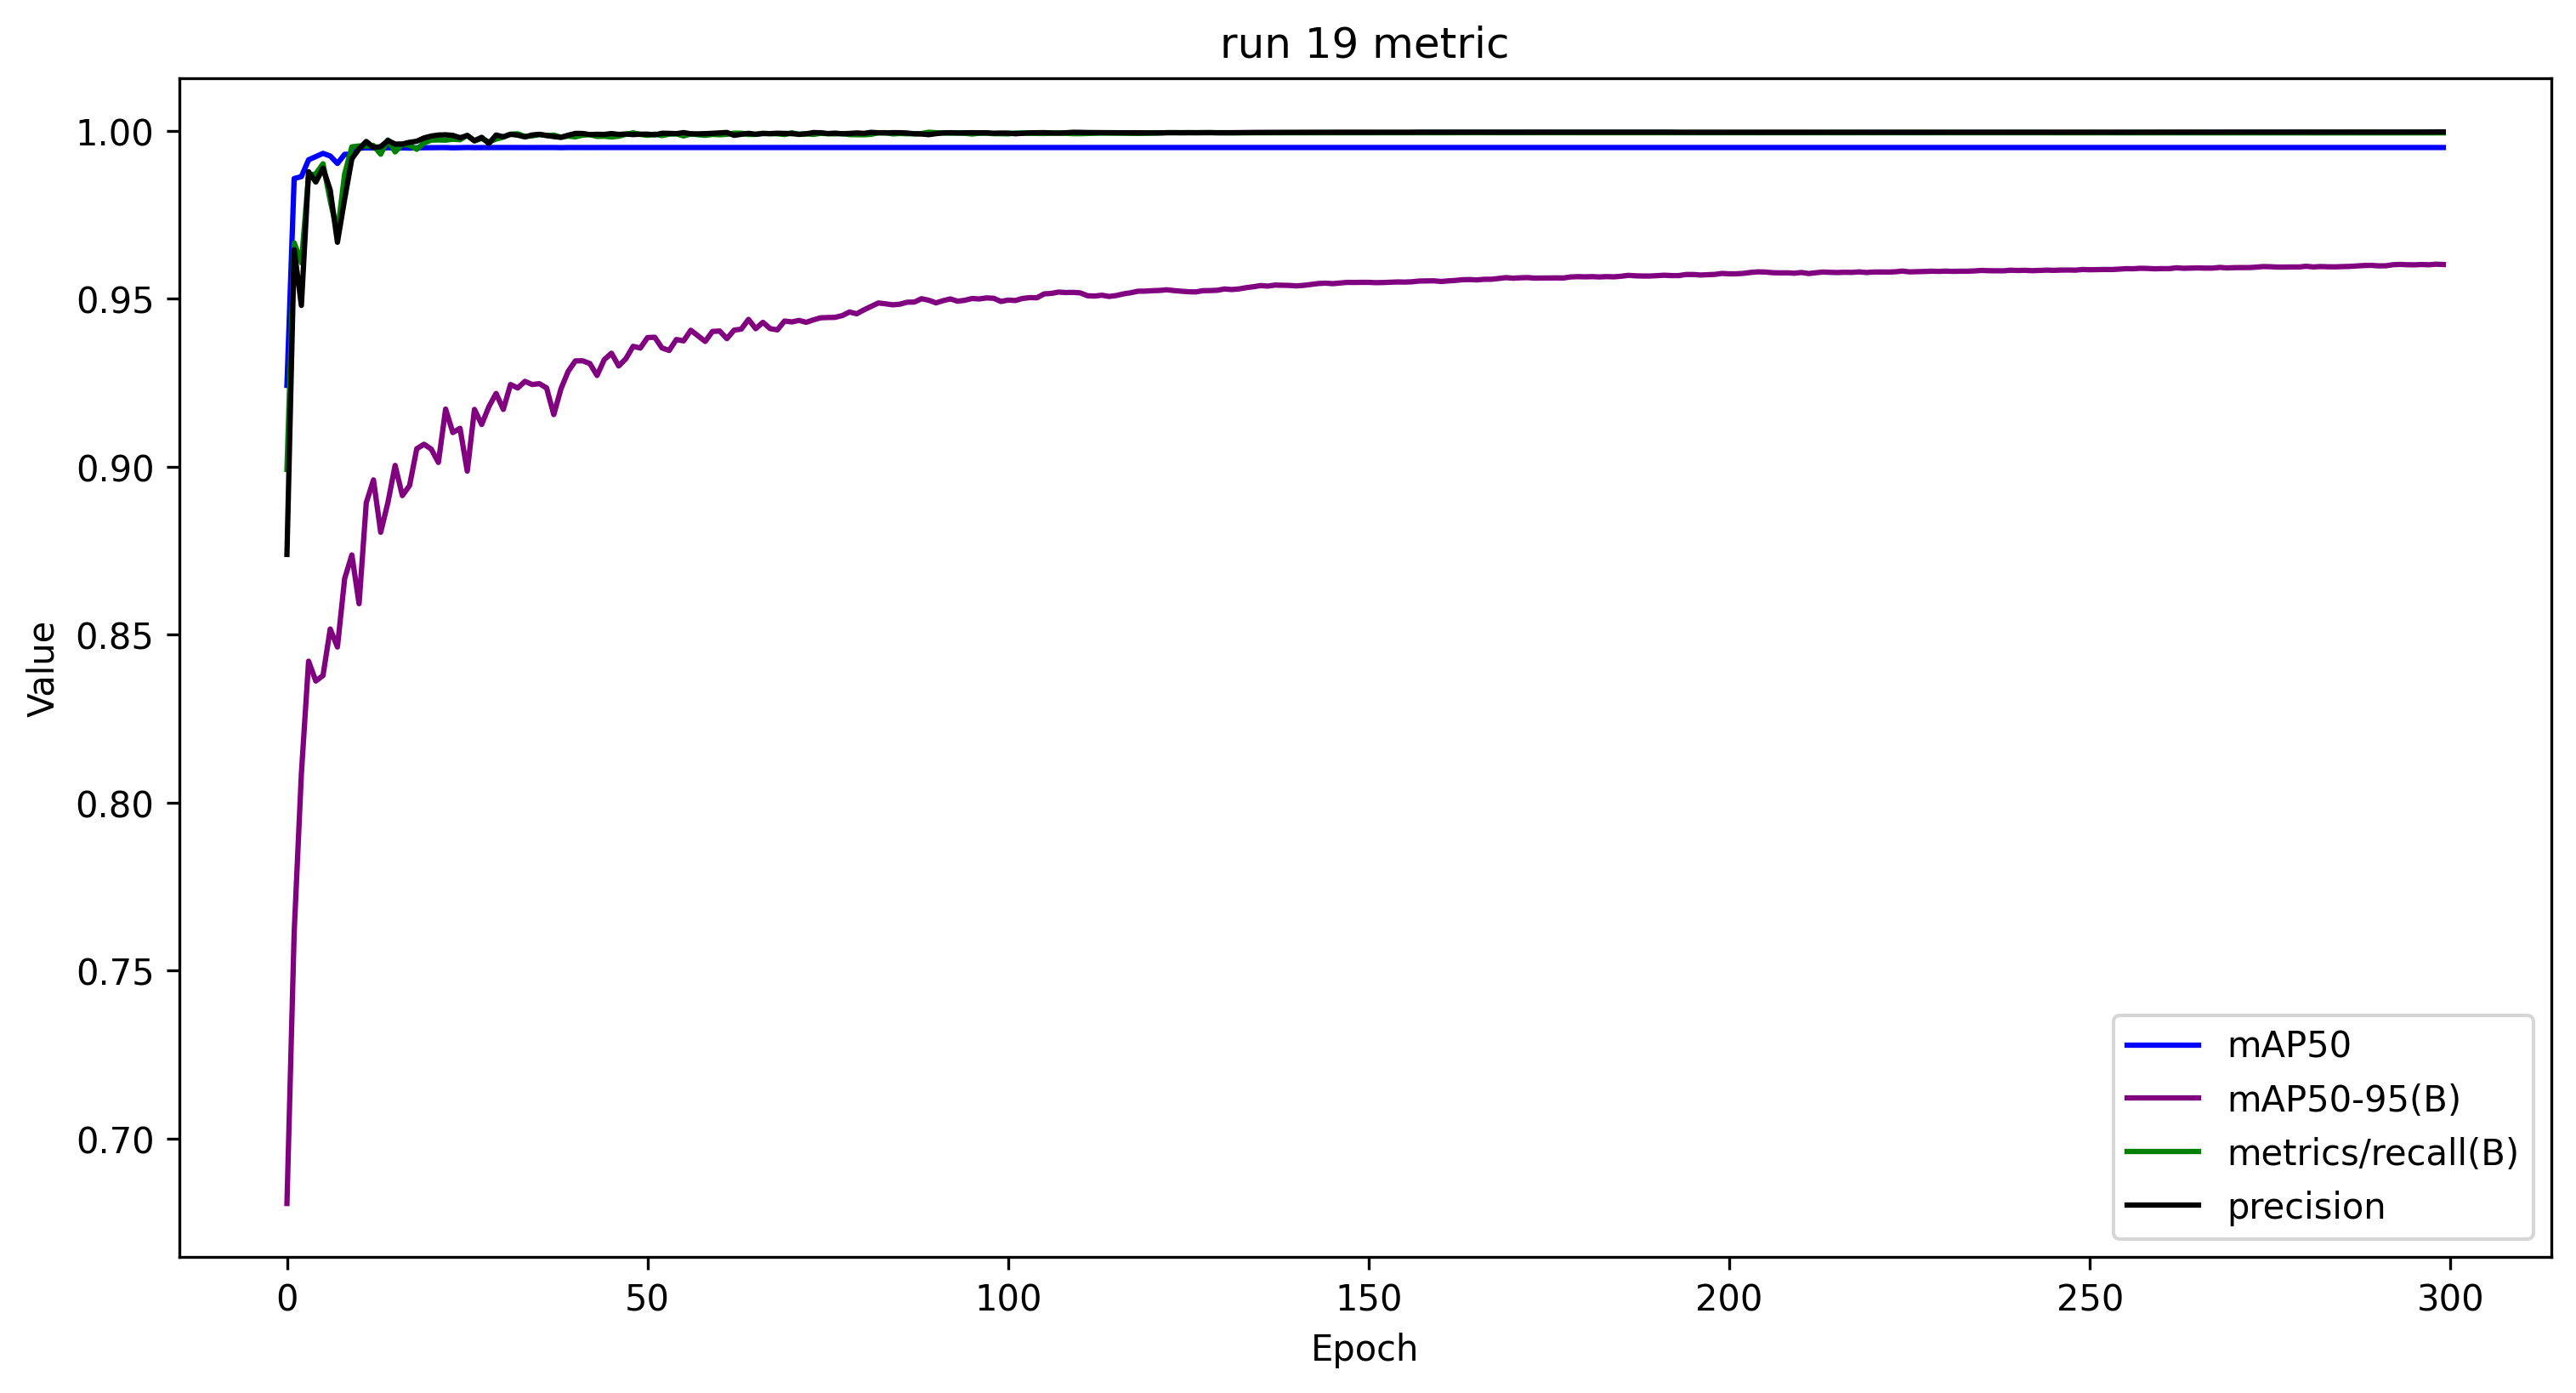 run 19 metric
1.00
0.95
0.90
0.85
0.80
0.75
0.70
Value
0 50 100 150 200 250 300
Epoch
mAP50
mAP50-95(B)
metrics/recall(B)
precision